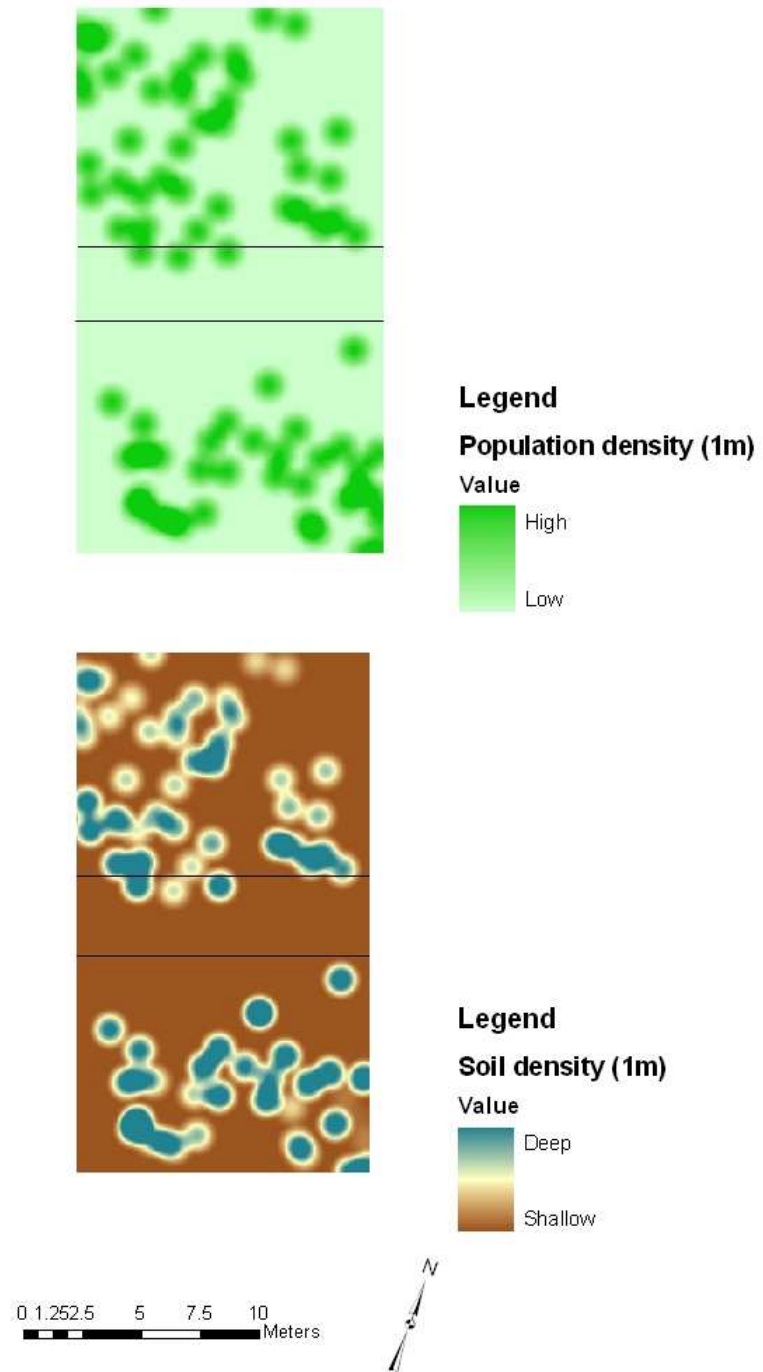 Legend
Population density (1m)
Value
High
Low
Legend
Soil density (1m)
Value
Deep
Shallow
N
0 1.252.5 5 7.5 10
Meters